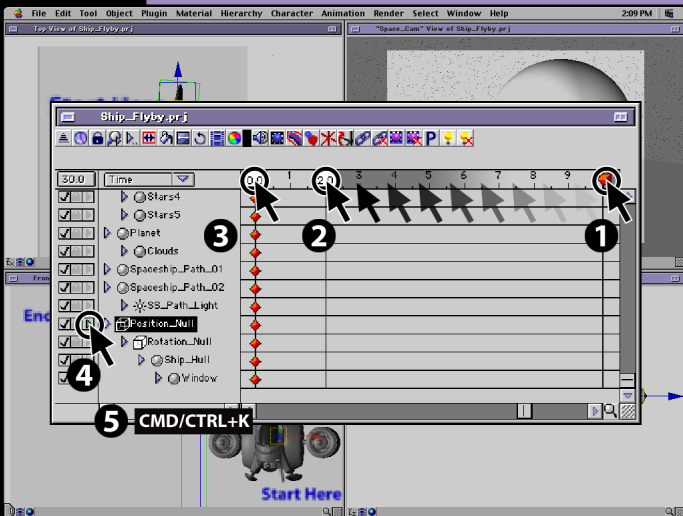 File Edit Tool Object Plugin Material Hierarchy Character Animation Render Select Window Help 2:09 PM
Top View of Ship_Flyby.prj
"Space_Cam" View of Ship_Flyby.prj
Ship_Flyby.prj
P
30.0 Time 0.0 1 2.0 3 4 5 6 7 8 9
Stars4
Stars5
3 2 1
Planet
Clouds
Spaceship_Path_01
Spaceship_Path_02
SS_Path_Light
Position_Null
Rotation_Null
Ship_Hull
4
Window
5 CMD/CTRL+K
Start Here